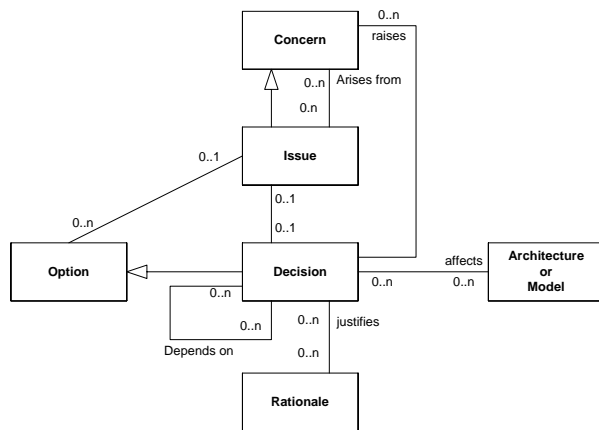 0..n
Concern
raises
0..n
Arises from
0.n
0..1
Issue
0..1
0..n
0..1
Option
Decision
affects
Architecture
or
Model
0..n
0..n
0..n
0..n
0..n
justifies
Depends on
0..n
Rationale